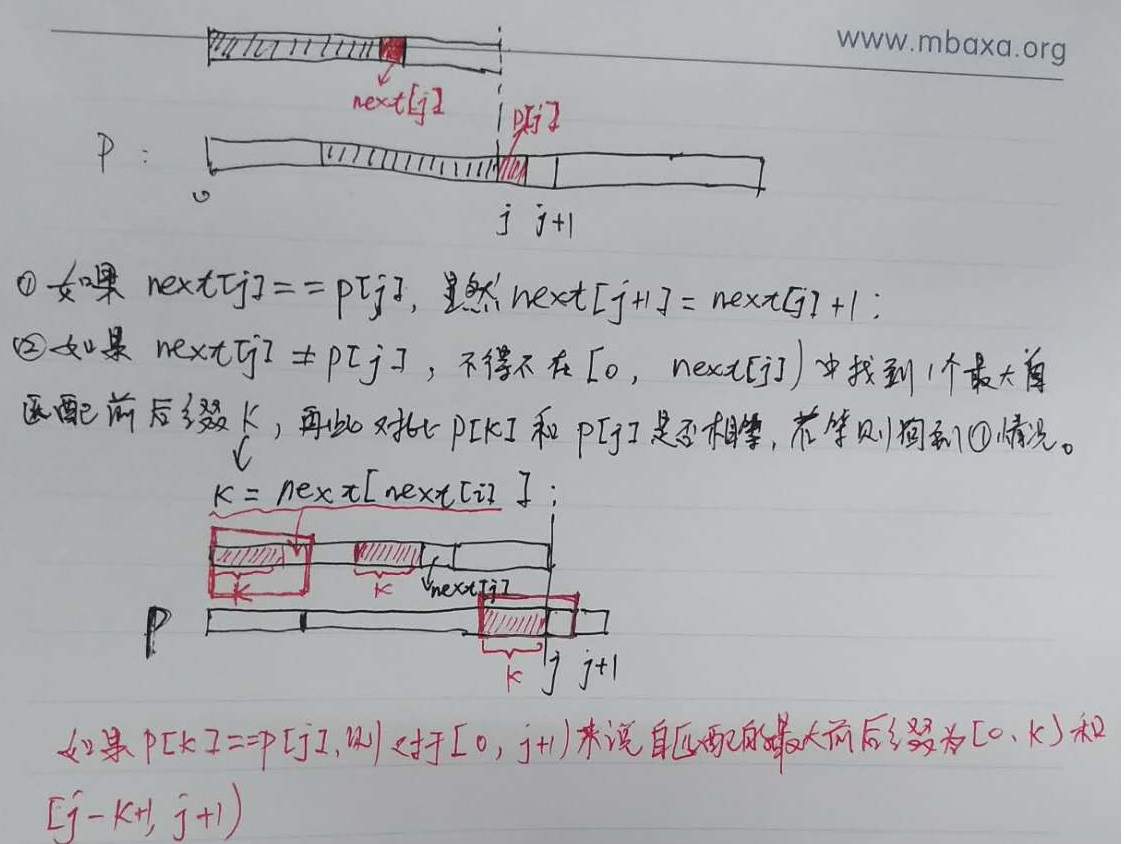 www.mbaxa.org
next[j]
p[j]
P :
0
j j+1
① 如果 next[j] == p[j], 显然 next[j+1] = next[j]+1;
② 如果 next[j] ≠ p[j], 不得不在 [0, next[j]) 中找到1个最大自
匹配前后缀 K, 再次对比 P[K] 和 p[j] 是否相等, 若等则回到①情况。
K = next[next[j] ];
K K next[j]
P
K j j+1
如果 P[K]==P[j], 则对于 [0, j+1) 来说自匹配的最大前后缀为 [0, K) 和
[j-K+1, j+1)